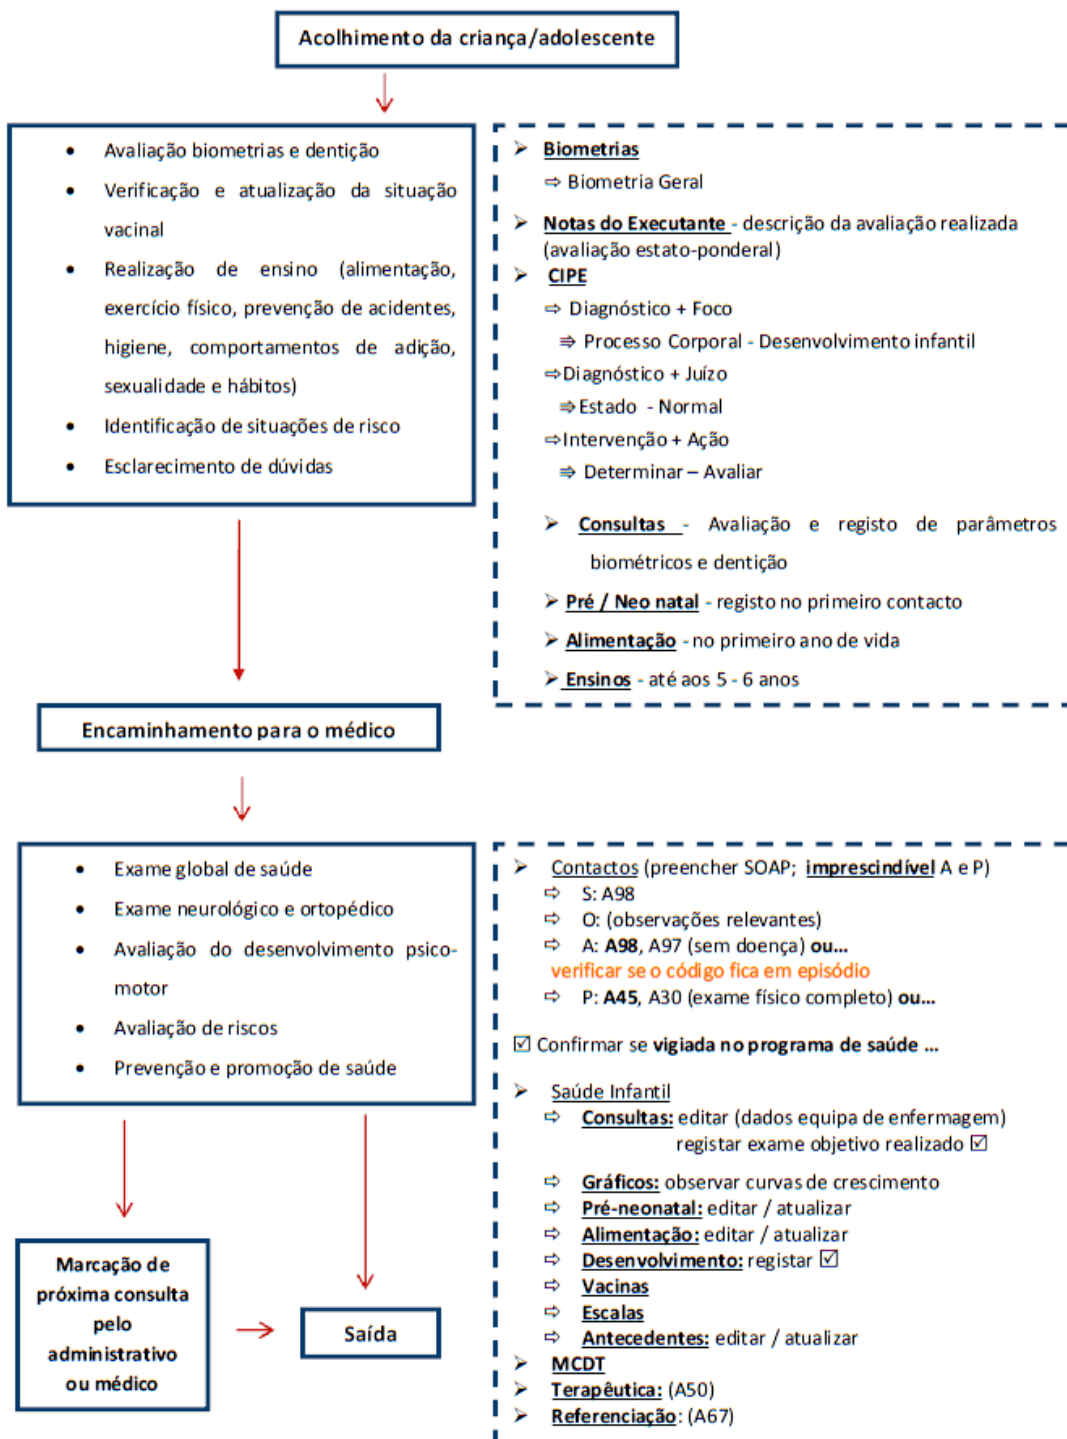 Acolhimento da criança/adolescente
• Avaliação biometrias e dentição
• Verificação e atualização da situação
vacinal
• Realização de ensino (alimentação,
exercício físico, prevenção de acidentes,
higiene, comportamentos de adição,
sexualidade e hábitos)
• Identificação de situações de risco
• Esclarecimento de dúvidas
➢ Biometrias
⇨ Biometria Geral
➢ Notas do Executante - descrição da avaliação realizada
(avaliação estato-ponderal)
➢ CIPE
⇨ Diagnóstico + Foco
⇛ Processo Corporal - Desenvolvimento infantil
⇨Diagnóstico + Juízo
⇛Estado - Normal
⇨Intervenção + Ação
⇛ Determinar – Avaliar
➢ Consultas - Avaliação e registo de parâmetros
biométricos e dentição
➢ Pré / Neo natal - registo no primeiro contacto
➢ Alimentação - no primeiro ano de vida
➢ Ensinos - até aos 5 - 6 anos
Encaminhamento para o médico
• Exame global de saúde
• Exame neurológico e ortopédico
• Avaliação do desenvolvimento psico-
motor
• Avaliação de riscos
• Prevenção e promoção de saúde
➢ Contactos (preencher SOAP; imprescindível A e P)
⇨ S: A98
⇨ O: (observações relevantes)
⇨ A: A98, A97 (sem doença) ou...
verificar se o código fica em episódio
⇨ P: A45, A30 (exame físico completo) ou...
☑ Confirmar se vigiada no programa de saúde ...
➢ Saúde Infantil
⇨ Consultas: editar (dados equipa de enfermagem)
registar exame objetivo realizado ☑
⇨ Gráficos: observar curvas de crescimento
⇨ Pré-neonatal: editar / atualizar
⇨ Alimentação: editar / atualizar
⇨ Desenvolvimento: registar ☑
⇨ Vacinas
⇨ Escalas
⇨ Antecedentes: editar / atualizar
➢ MCDT
➢ Terapêutica: (A50)
➢ Referenciação: (A67)
Marcação de
próxima consulta
pelo
administrativo
ou médico
Saída